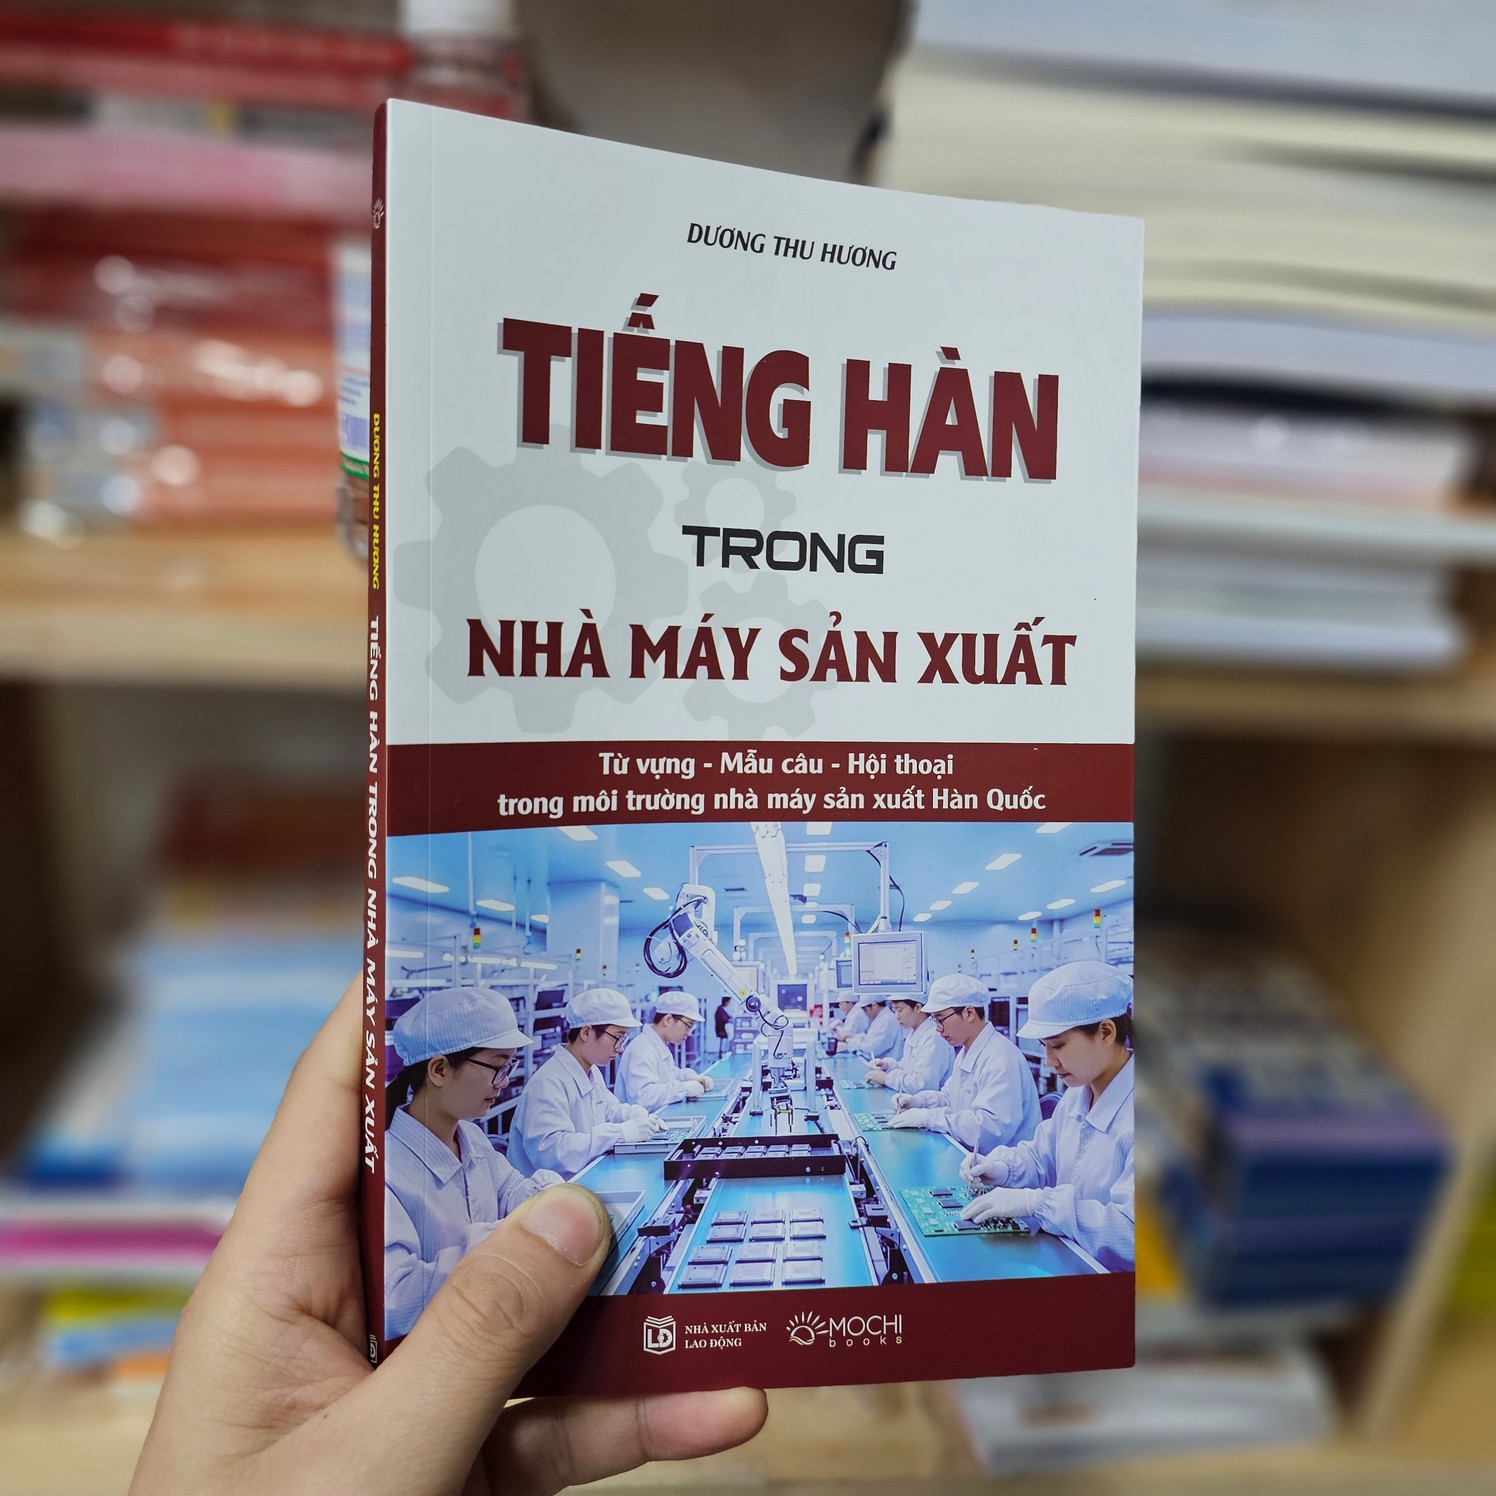 DƯƠNG THU HƯƠNG
TIẾNG HÀN
TRONG
NHÀ MÁY SẢN XUẤT
Từ vựng - Mẫu câu - Hội thoại
trong môi trường nhà máy sản xuất Hàn Quốc
LĐ
NHÀ XUẤT BẢN
LAO ĐỘNG
MOCHI
books
DƯƠNG THU HƯƠNG TIẾNG HÀN TRONG NHÀ MÁY SẢN XUẤT